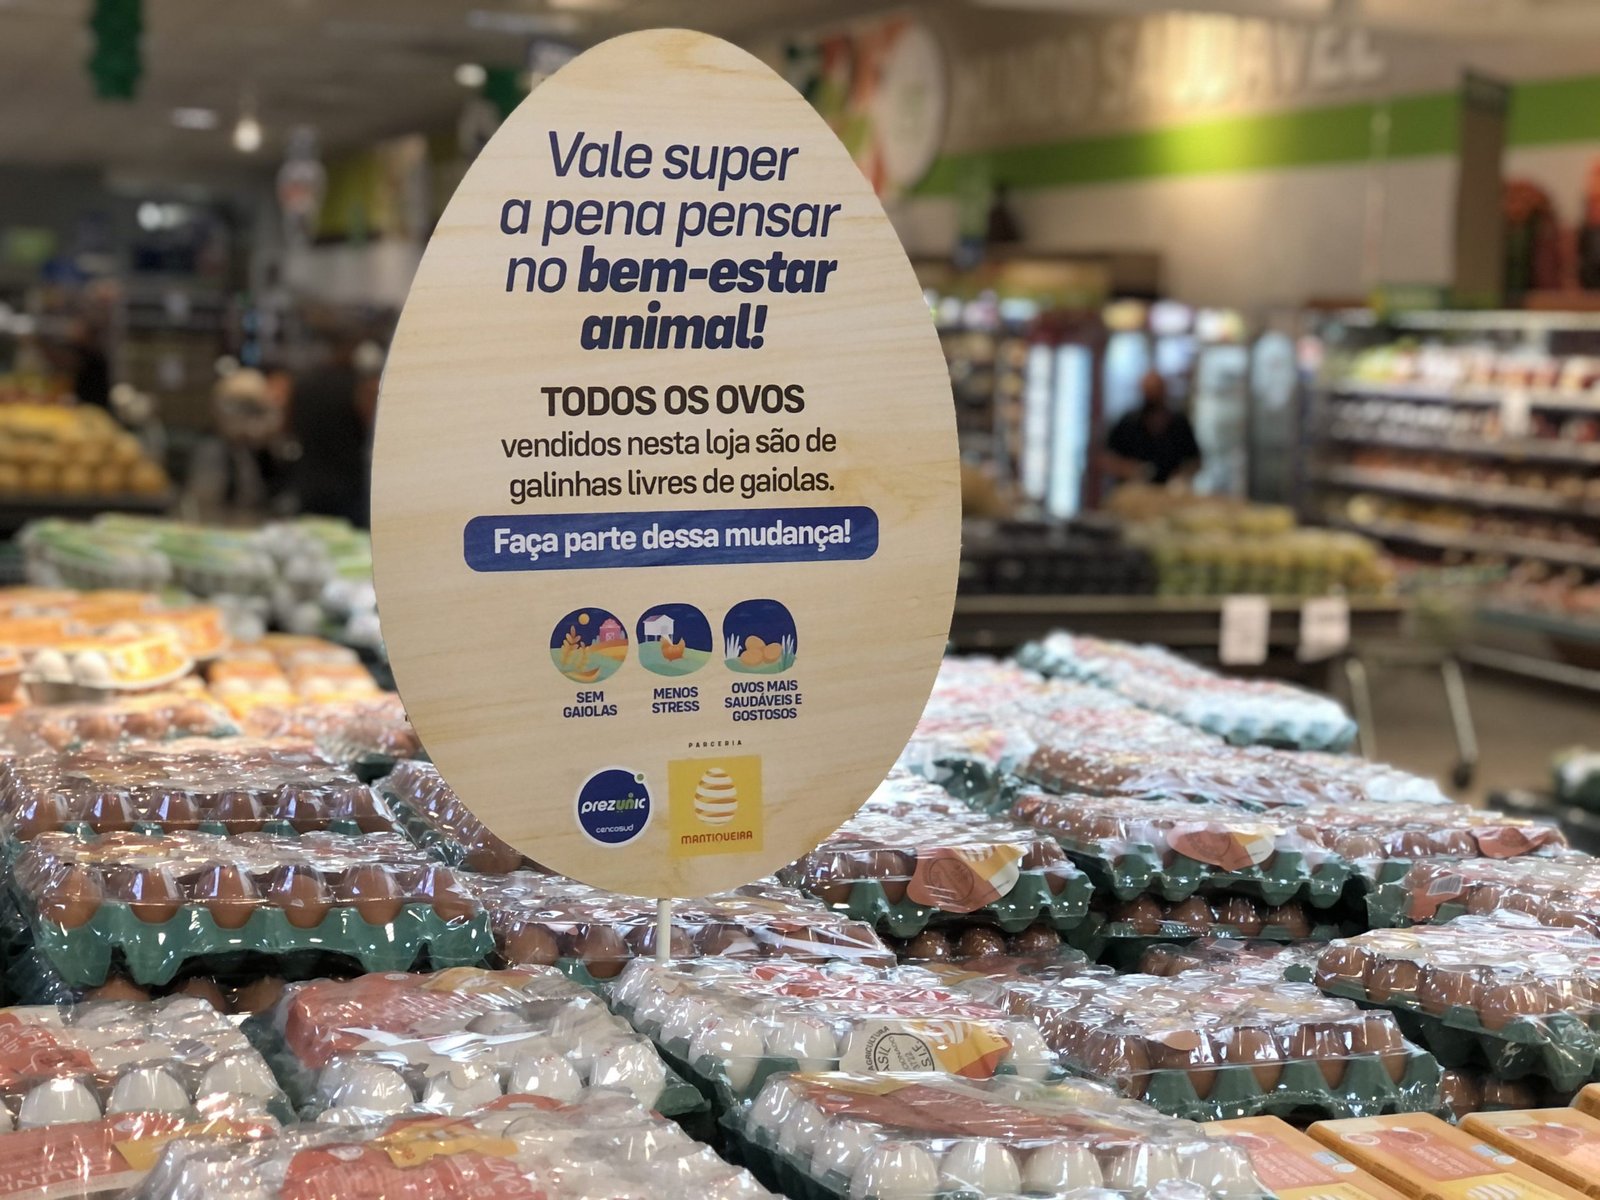 Vale super
a pena pensar
no bem-estar
animal!
TODOS OS OVOS
vendidos nesta loja são de
galinhas livres de gaiolas.
Faça parte dessa mudança!
SEM
GAIOLAS
MENOS
STRESS
OVOS MAIS
SAUDÁVEIS E
GOSTOSOS
PARCERIA
prezunic
cencosud
MANTIQUEIRA